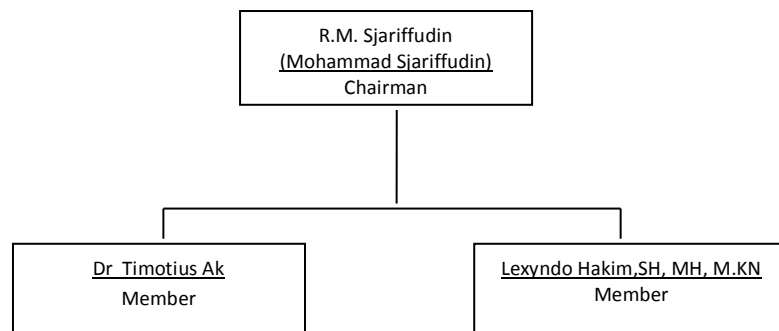 R.M. Sjariffudin
(Mohammad Sjariffudin)
Chairman
Dr Timotius Ak
Member
Lexyndo Hakim,SH, MH, M.KN
Member